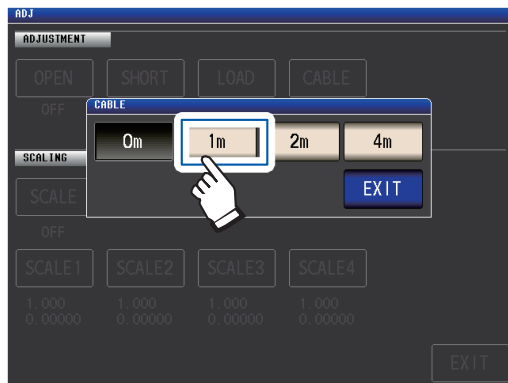 ADJ
ADJUSTMENT
OPEN SHORT LOAD CABLE
OFF
CABLE
0m 1m 2m 4m
EXIT
SCALING
SCALE
OFF
SCALE1 SCALE2 SCALE3 SCALE4
1.000 1.000 1.000 1.000
0.00000 0.00000 0.00000 0.00000
EXIT